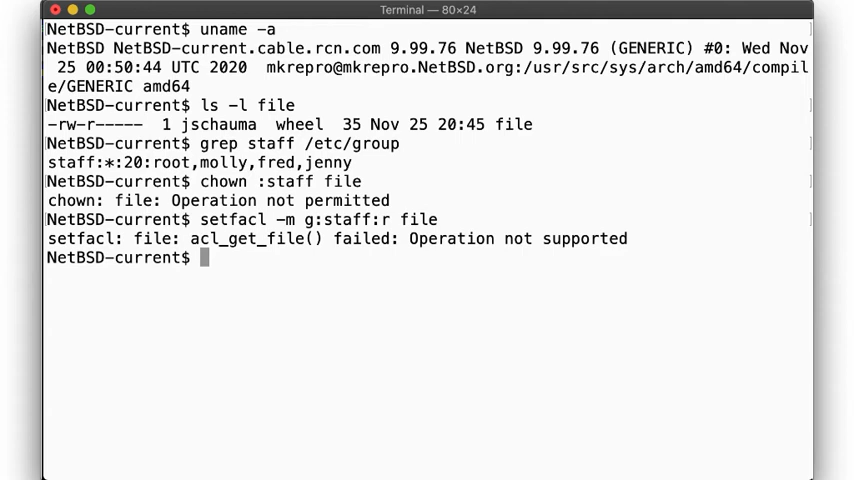 Terminal — 80×24
NetBSD-current$ uname -a
NetBSD NetBSD-current.cable.rcn.com 9.99.76 NetBSD 9.99.76 (GENERIC) #0: Wed Nov
 25 00:50:44 UTC 2020  mkrepro@mkrepro.NetBSD.org:/usr/src/sys/arch/amd64/compil
e/GENERIC amd64
NetBSD-current$ ls -l file
-rw-r-----  1 jschauma  wheel  35 Nov 25 20:45 file
NetBSD-current$ grep staff /etc/group
staff:*:20:root,molly,fred,jenny
NetBSD-current$ chown :staff file
chown: file: Operation not permitted
NetBSD-current$ setfacl -m g:staff:r file
setfacl: file: acl_get_file() failed: Operation not supported
NetBSD-current$